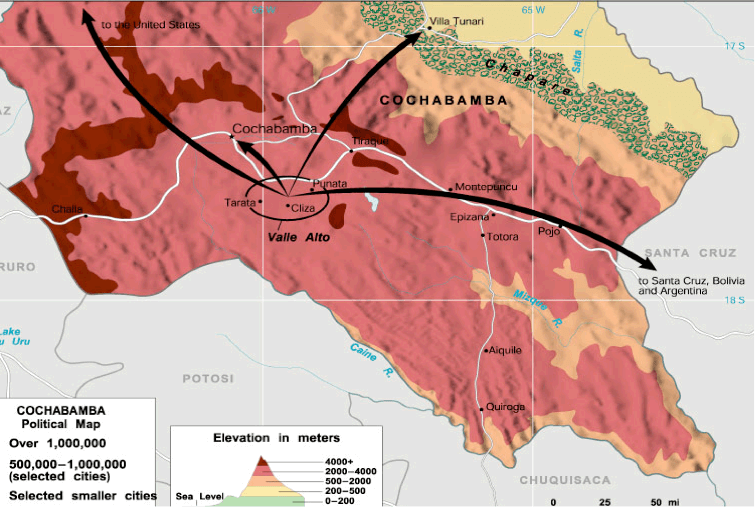 to the United States
66 W
65 W
Villa Tunari
17 S
Saita R.
Chapare
COCHABAMBA
Cochabamba
Tiraque
Punata
Montepuncu
Tarata
Cliza
Challa
Epizana
Valle Alto
Totora
Pojo
SANTA CRUZ
to Santa Cruz, Bolivia
and Argentina
RURO
AZ
18 S
Mizque R.
Lake
u Uru
Caine R.
Aiquile
POTOSI
Quiroga
CHUQUISACA
COCHABAMBA
Political Map
Over 1,000,000
500,000–1,000,000
(selected cities)
Selected smaller cities
Elevation in meters
4000+
2000–4000
500–2000
200–500
0–200
Sea Level
0 25 50 mi